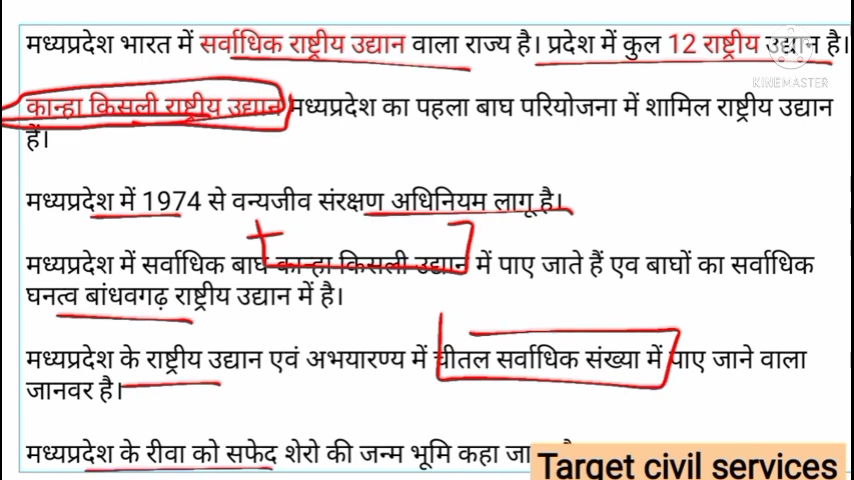 मध्यप्रदेश भारत में सर्वाधिक राष्ट्रीय उद्यान वाला राज्य है। प्रदेश में कुल 12 राष्ट्रीय उद्यान है।
KINEMASTER
कान्हा किसली राष्ट्रीय उद्यान मध्यप्रदेश का पहला बाघ परियोजना में शामिल राष्ट्रीय उद्यान
हैं।
मध्यप्रदेश में 1974 से वन्यजीव संरक्षण अधिनियम लागू है।
मध्यप्रदेश में सर्वाधिक बाघ कान्हा किसली उद्यान में पाए जाते हैं एव बाघों का सर्वाधिक
घनत्व बांधवगढ़ राष्ट्रीय उद्यान में है।
मध्यप्रदेश के राष्ट्रीय उद्यान एवं अभयारण्य में चीतल सर्वाधिक संख्या में पाए जाने वाला
जानवर है।
मध्यप्रदेश के रीवा को सफेद शेरो की जन्म भूमि कहा
Target civil services